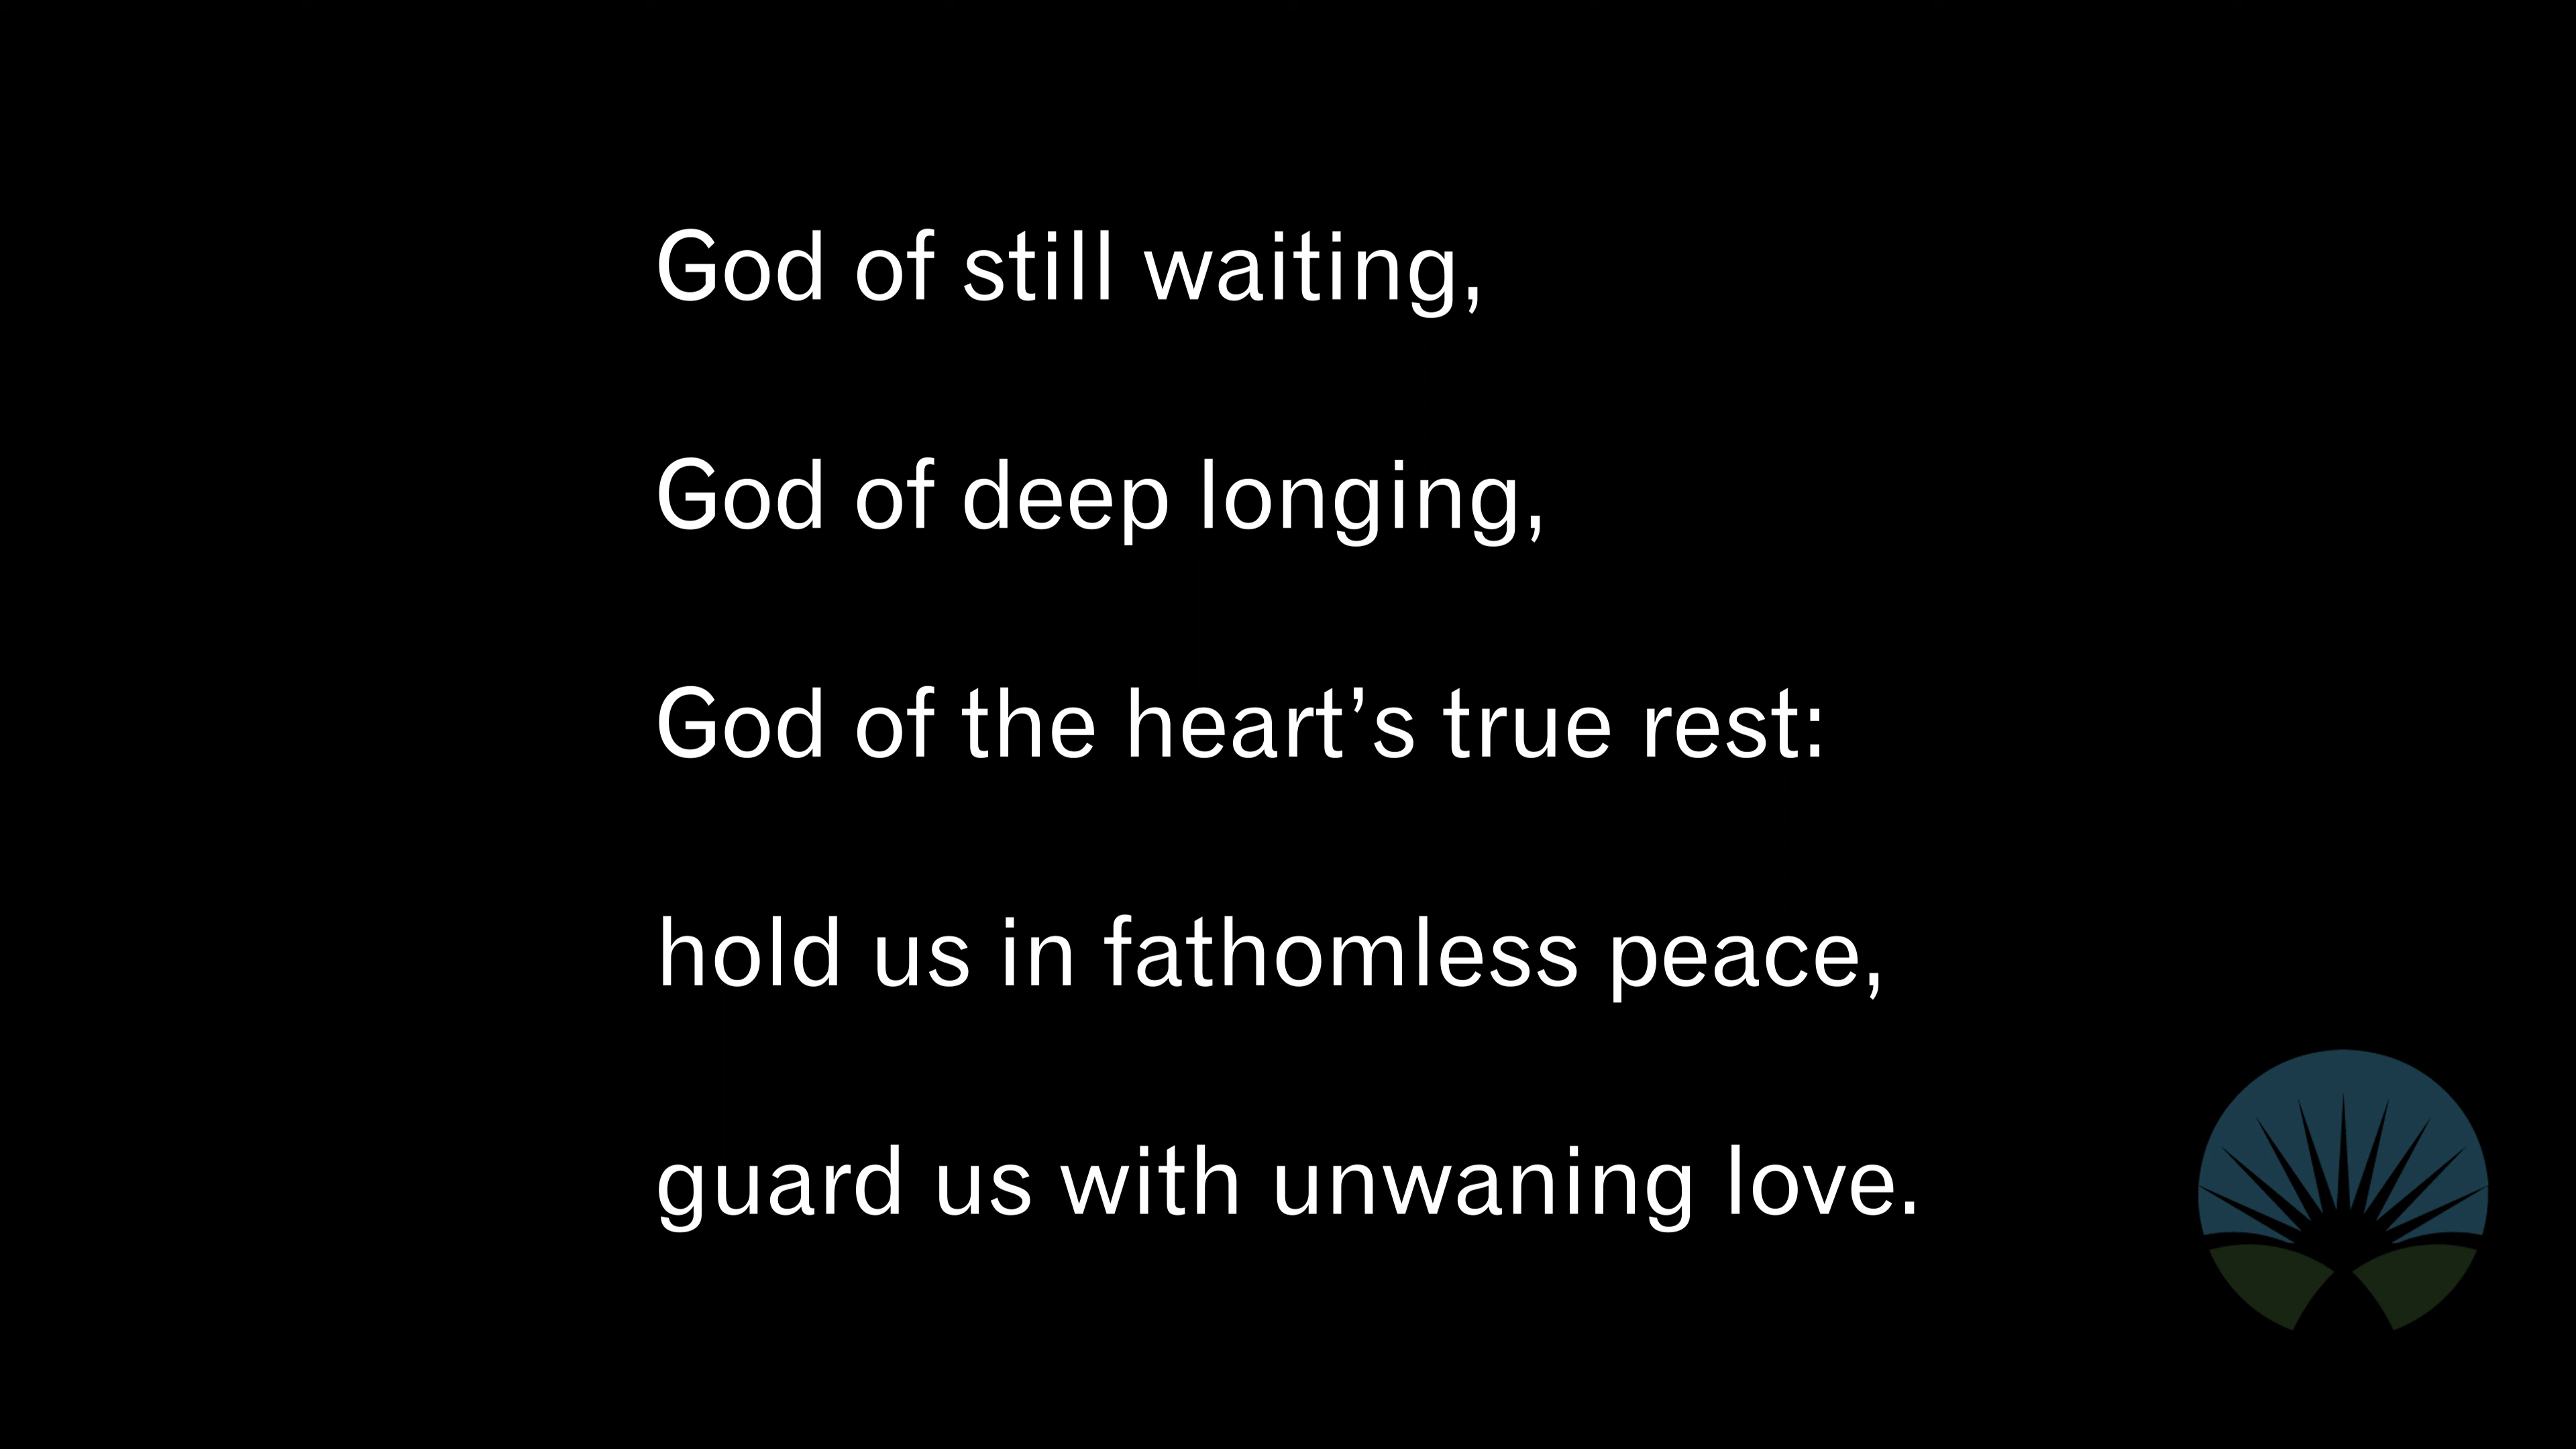 God of still waiting,
God of deep longing,
God of the heart’s true rest:
hold us in fathomless peace,
guard us with unwaning love.